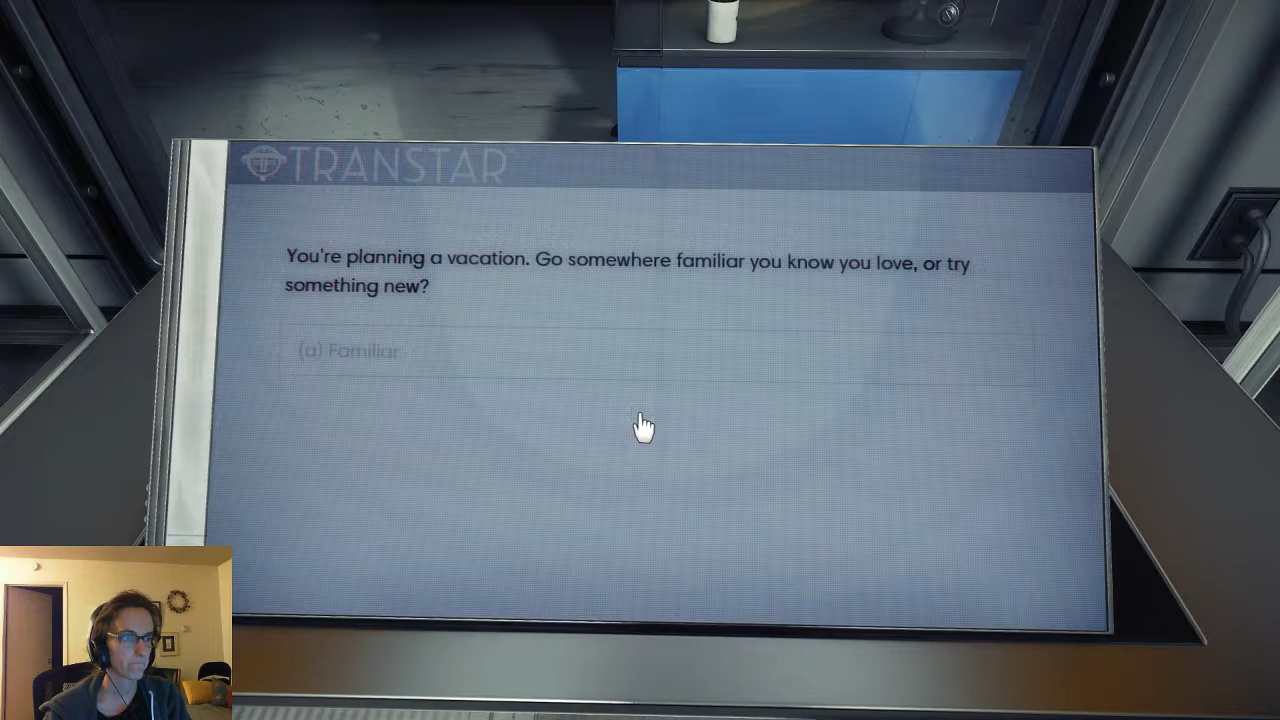 TRANSTAR
You're planning a vacation. Go somewhere familiar you know you love, or try
something new?
(a) Familiar